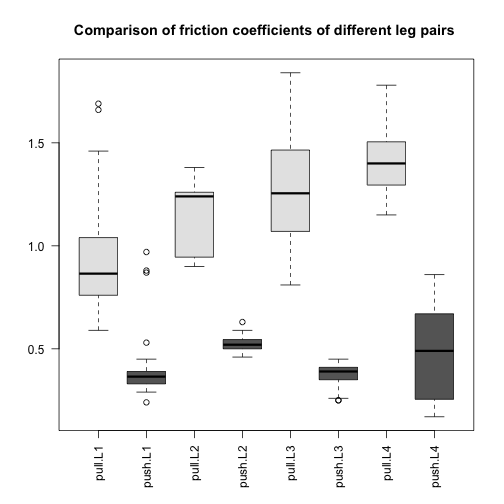 Comparison of friction coefficients of different leg pairs
1.5
1.0
0.5
pull.L1
push.L1
pull.L2
push.L2
pull.L3
push.L3
pull.L4
push.L4